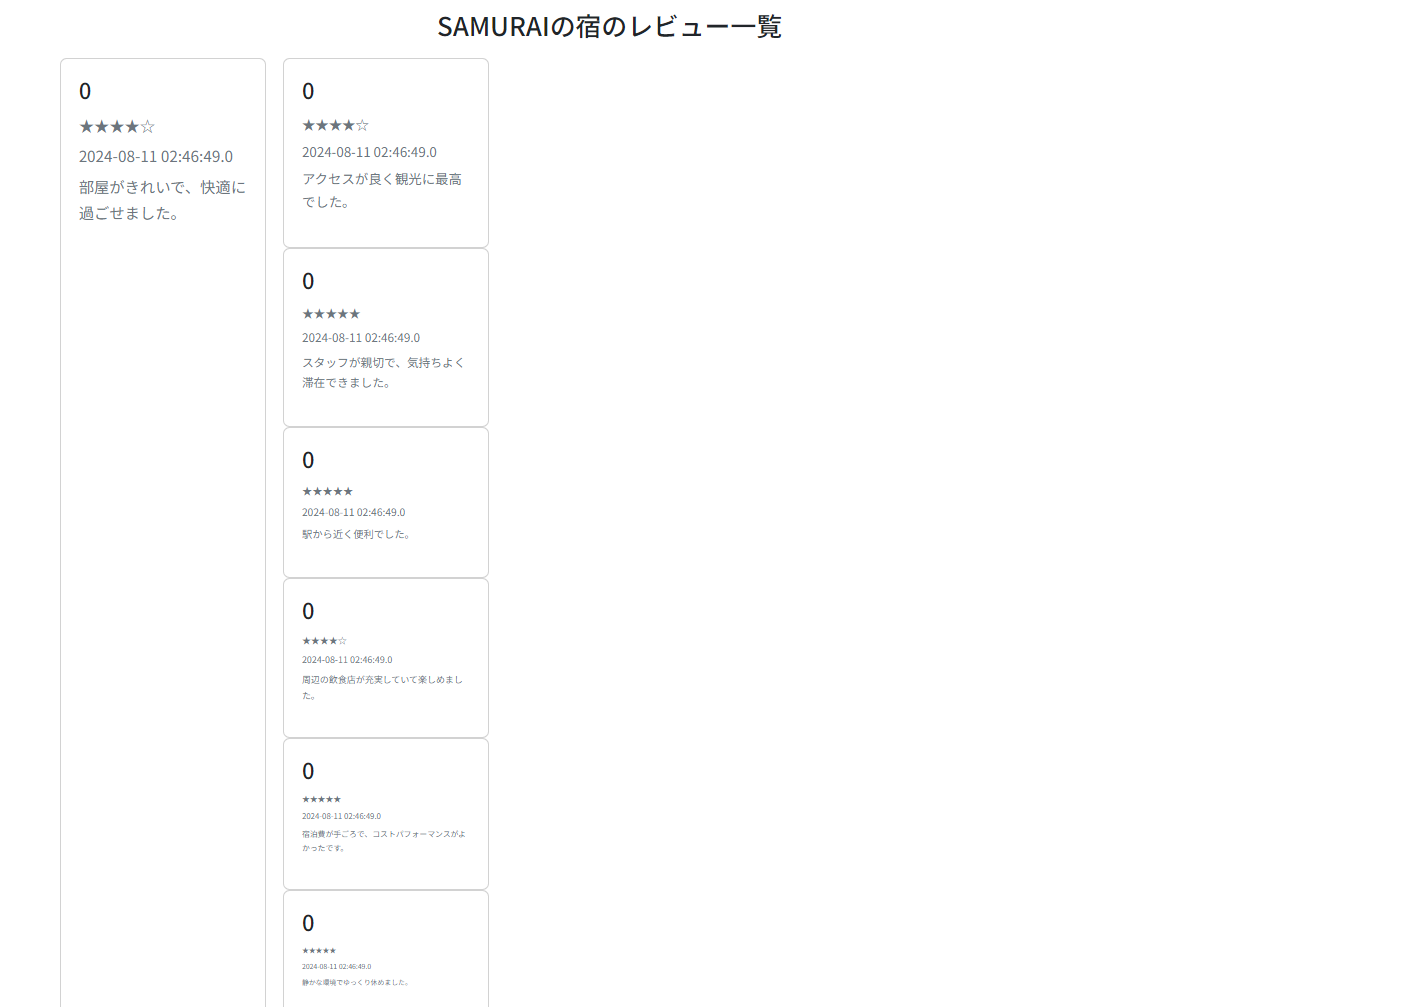 SAMURAIの宿のレビュー一覧
0
★★★★☆
2024-08-11 02:46:49.0
部屋がきれいで、快適に
過ごせました。
0
★★★★☆
2024-08-11 02:46:49.0
アクセスが良く観光に最高
でした。
0
★★★★★
2024-08-11 02:46:49.0
スタッフが親切で、気持ちよく
滞在できました。
0
★★★★★
2024-08-11 02:46:49.0
駅から近く便利でした。
0
★★★★☆
2024-08-11 02:46:49.0
周辺の飲食店が充実していて楽しめまし
た。
0
★★★★★
2024-08-11 02:46:49.0
宿泊費が手ごろで、コストパフォーマンスがよ
かったです。
0
★★★★★
2024-08-11 02:46:49.0
静かな環境でゆっくり休めました。